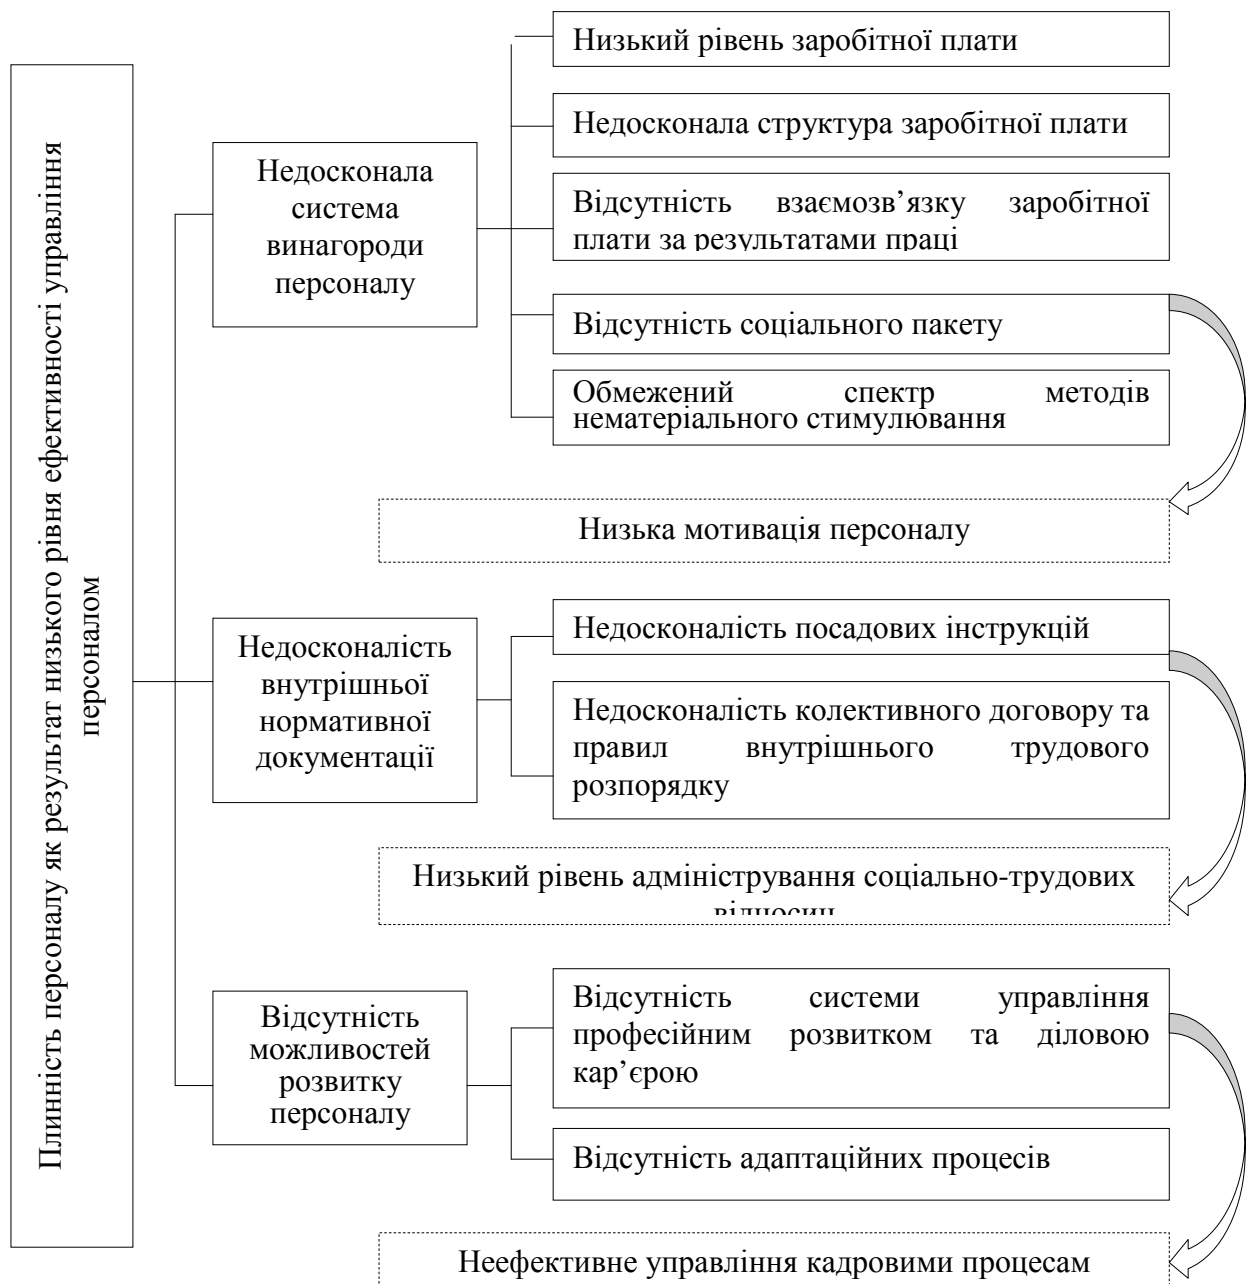 Плинність персоналу як результат низького рівня ефективності управління
персоналом
Недосконала
система
винагороди
персоналу
Низький рівень заробітної плати
Недосконала структура заробітної плати
Відсутність взаємозв’язку заробітної
плати за результатами праці
Відсутність соціального пакету
Обмежений спектр методів
нематеріального стимулювання
Низька мотивація персоналу
Недосконалість
внутрішньої
нормативної
документації
Недосконалість посадових інструкцій
Недосконалість колективного договору та
правил внутрішнього трудового
розпорядку
Низький рівень адміністрування соціально-трудових
відносин
Відсутність
можливостей
розвитку
персоналу
Відсутність системи управління
професійним розвитком та діловою
кар’єрою
Відсутність адаптаційних процесів
Неефективне управління кадровими процесам